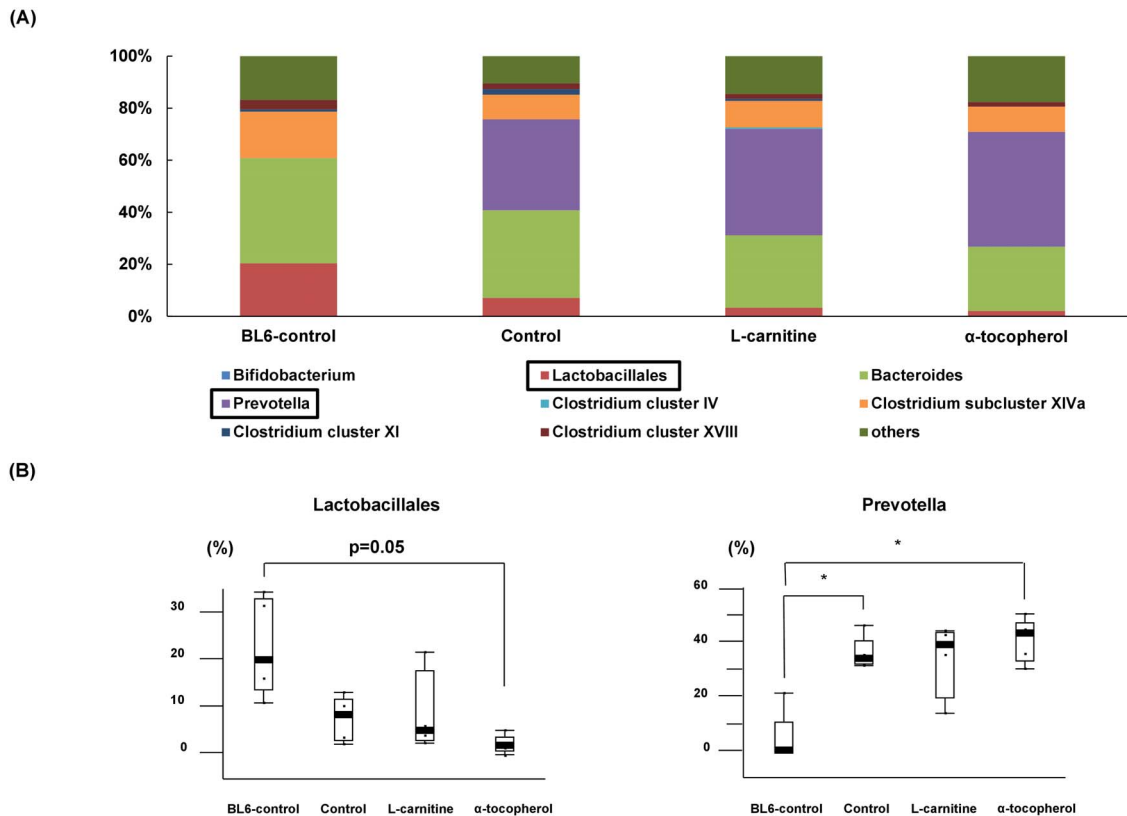 (A)
100%
80%
60%
40%
20%
0%
BL6-control Control L-carnitine α-tocopherol
Bifidobacterium Lactobacillales Bacteroides
Prevotella Clostridium cluster IV Clostridium subcluster XIVa
Clostridium cluster XI Clostridium cluster XVIII others
(B)
Lactobacillales Prevotella
(%) p=0.05 (%) *
*
30
20
10
0
60
40
20
0
BL6-control Control L-carnitine α-tocopherol
BL6-control Control L-carnitine α-tocopherol